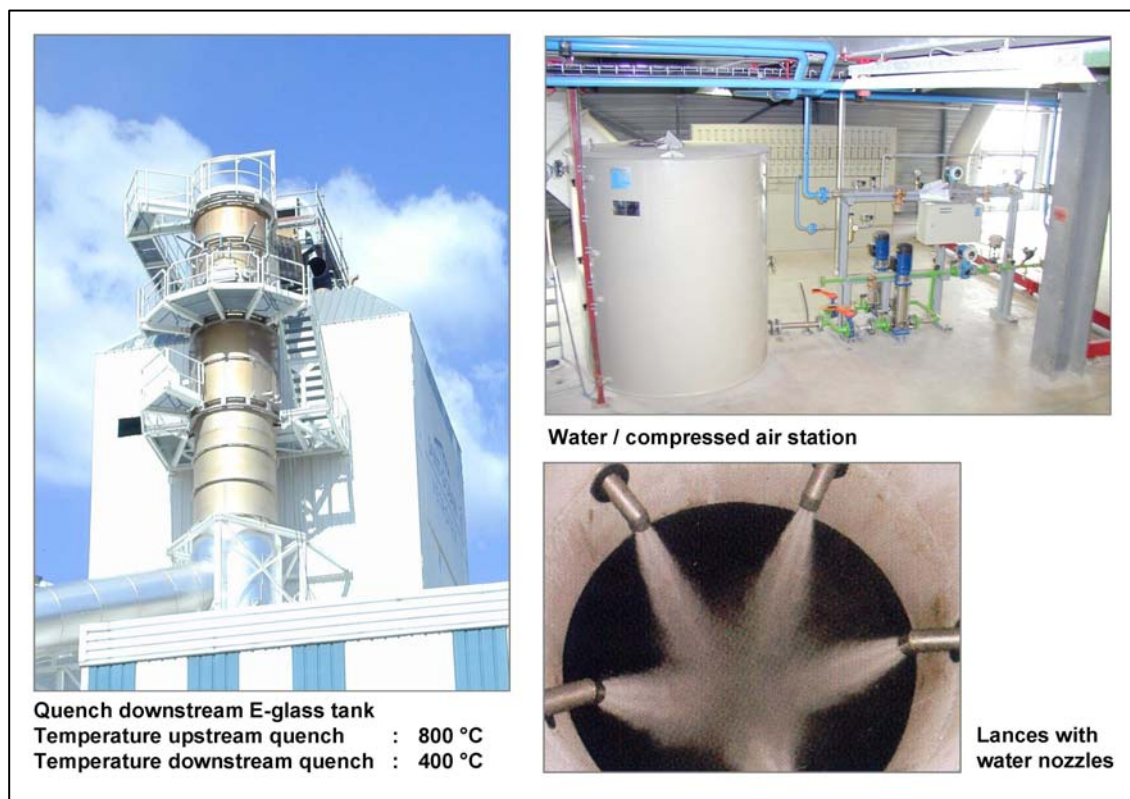 Quench downstream E-glass tank
Temperature upstream quench : 800 °C
Temperature downstream quench : 400 °C
Water / compressed air station
Lances with
water nozzles